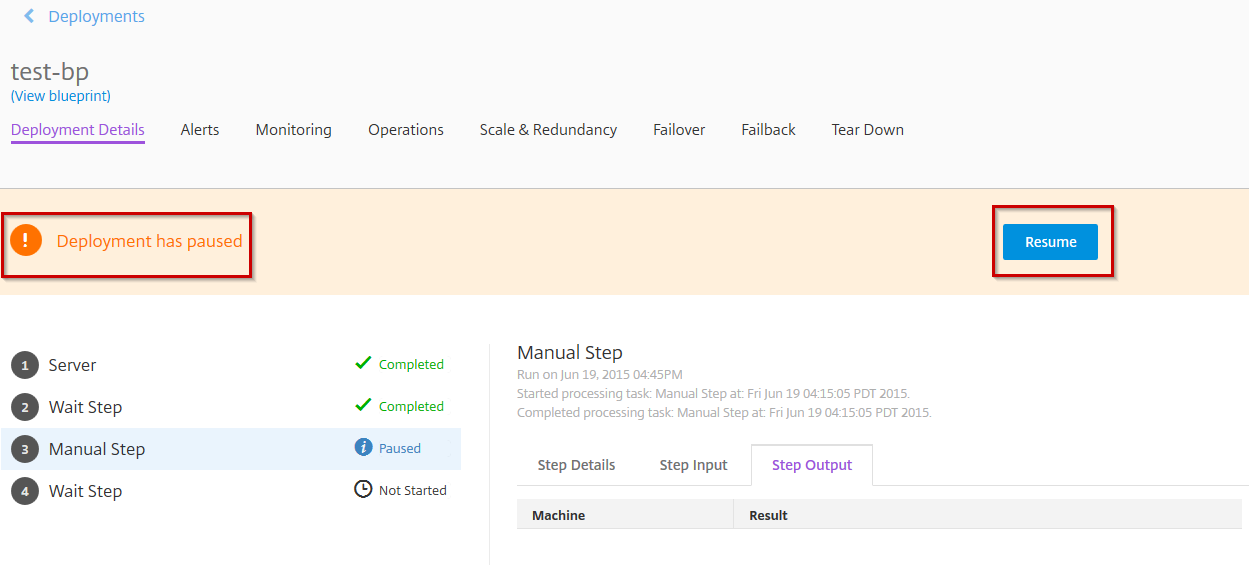 Deployments
test-bp
(View blueprint)
Deployment Details Alerts Monitoring Operations Scale & Redundancy Failover Failback Tear Down
! Deployment has paused Resume
1 Server Completed
2 Wait Step Completed
3 Manual Step i Paused
4 Wait Step Not Started
Manual Step
Run on Jun 19, 2015 04:45PM
Started processing task: Manual Step at: Fri Jun 19 04:15:05 PDT 2015.
Completed processing task: Manual Step at: Fri Jun 19 04:15:05 PDT 2015.
Step Details Step Input Step Output
Machine Result